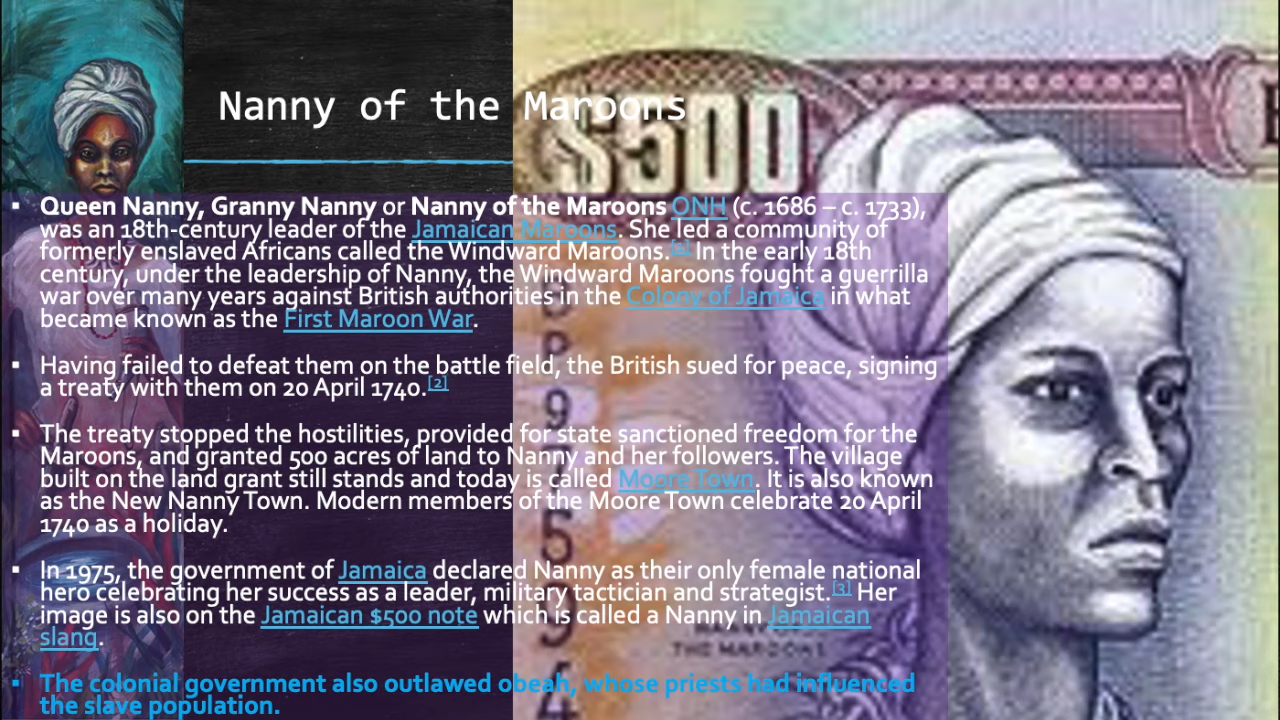 Nanny of the Maroons
$500
▪ Queen Nanny, Granny Nanny or Nanny of the Maroons ONH (c. 1686 – c. 1733),
was an 18th-century leader of the Jamaican Maroons. She led a community of
formerly enslaved Africans called the Windward Maroons.[1] In the early 18th
century, under the leadership of Nanny, the Windward Maroons fought a guerrilla
war over many years against British authorities in the Colony of Jamaica in what
became known as the First Maroon War.
▪ Having failed to defeat them on the battle field, the British sued for peace, signing
a treaty with them on 20 April 1740.[2]
▪ The treaty stopped the hostilities, provided for state sanctioned freedom for the
Maroons, and granted 500 acres of land to Nanny and her followers. The village
built on the land grant still stands and today is called Moore Town. It is also known
as the New Nanny Town. Modern members of the Moore Town celebrate 20 April
1740 as a holiday.
▪ In 1975, the government of Jamaica declared Nanny as their only female national
hero celebrating her success as a leader, military tactician and strategist.[3] Her
image is also on the Jamaican $500 note which is called a Nanny in Jamaican
slang.
THE MAROONS
▪ The colonial government also outlawed obeah, whose priests had influenced
the slave population.